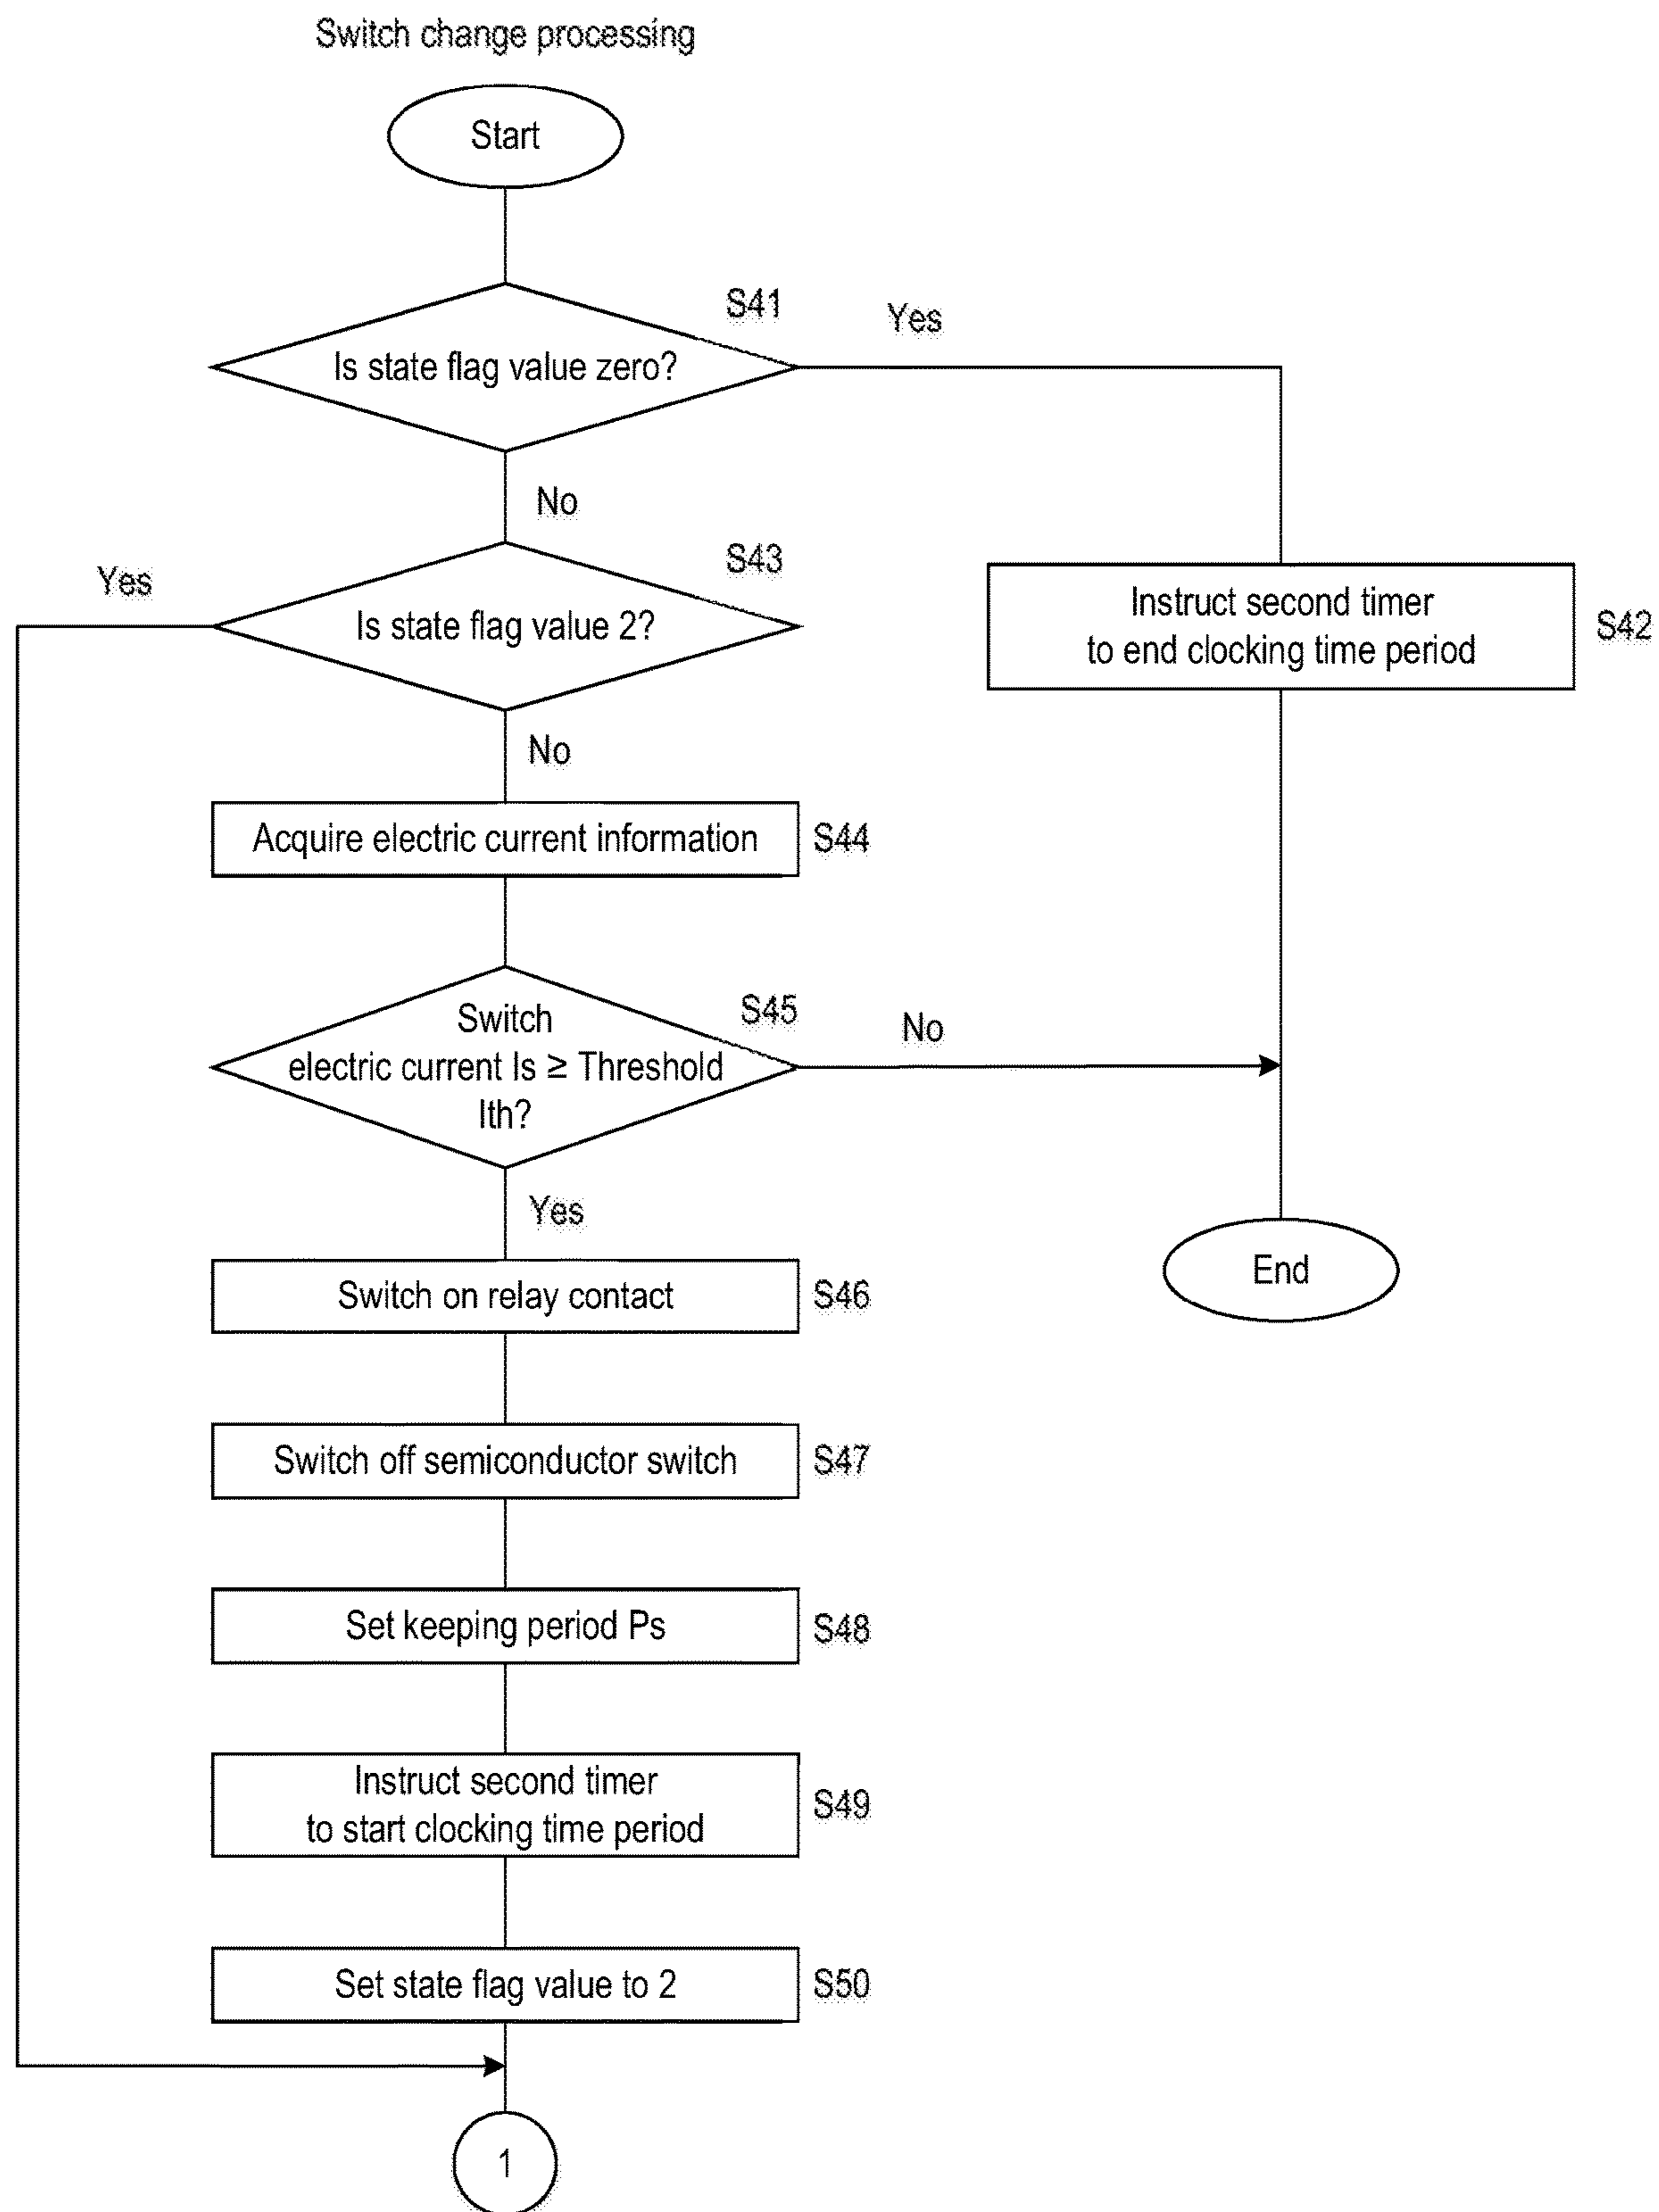 Switch change processing
Start
S41
Yes
Is state flag value zero?
No
S43
Yes
Is state flag value 2?
Instruct second timer
to end clocking time period
S42
No
Acquire electric current information
S44
S45
Switch
electric current Is ≥ Threshold
Ith?
No
Yes
End
Switch on relay contact
S46
Switch off semiconductor switch
S47
Set keeping period Ps
S48
Instruct second timer
to start clocking time period
S49
Set state flag value to 2
S50
1